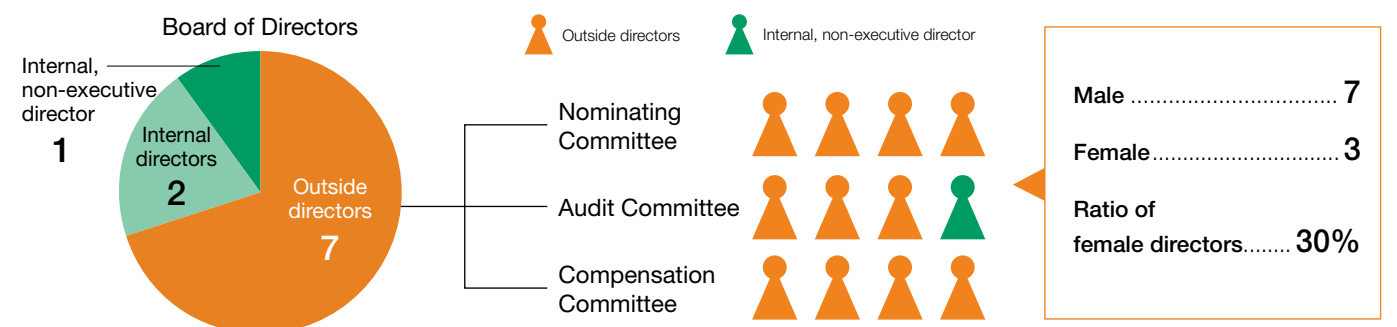 Board of Directors
Internal,
non-executive
director
1
Internal
directors
2
Outside
directors
7
Outside directors
Internal, non-executive director
Nominating
Committee
Audit Committee
Compensation
Committee
Male ................................. 7
Female............................. 3
Ratio of
female directors........ 30%